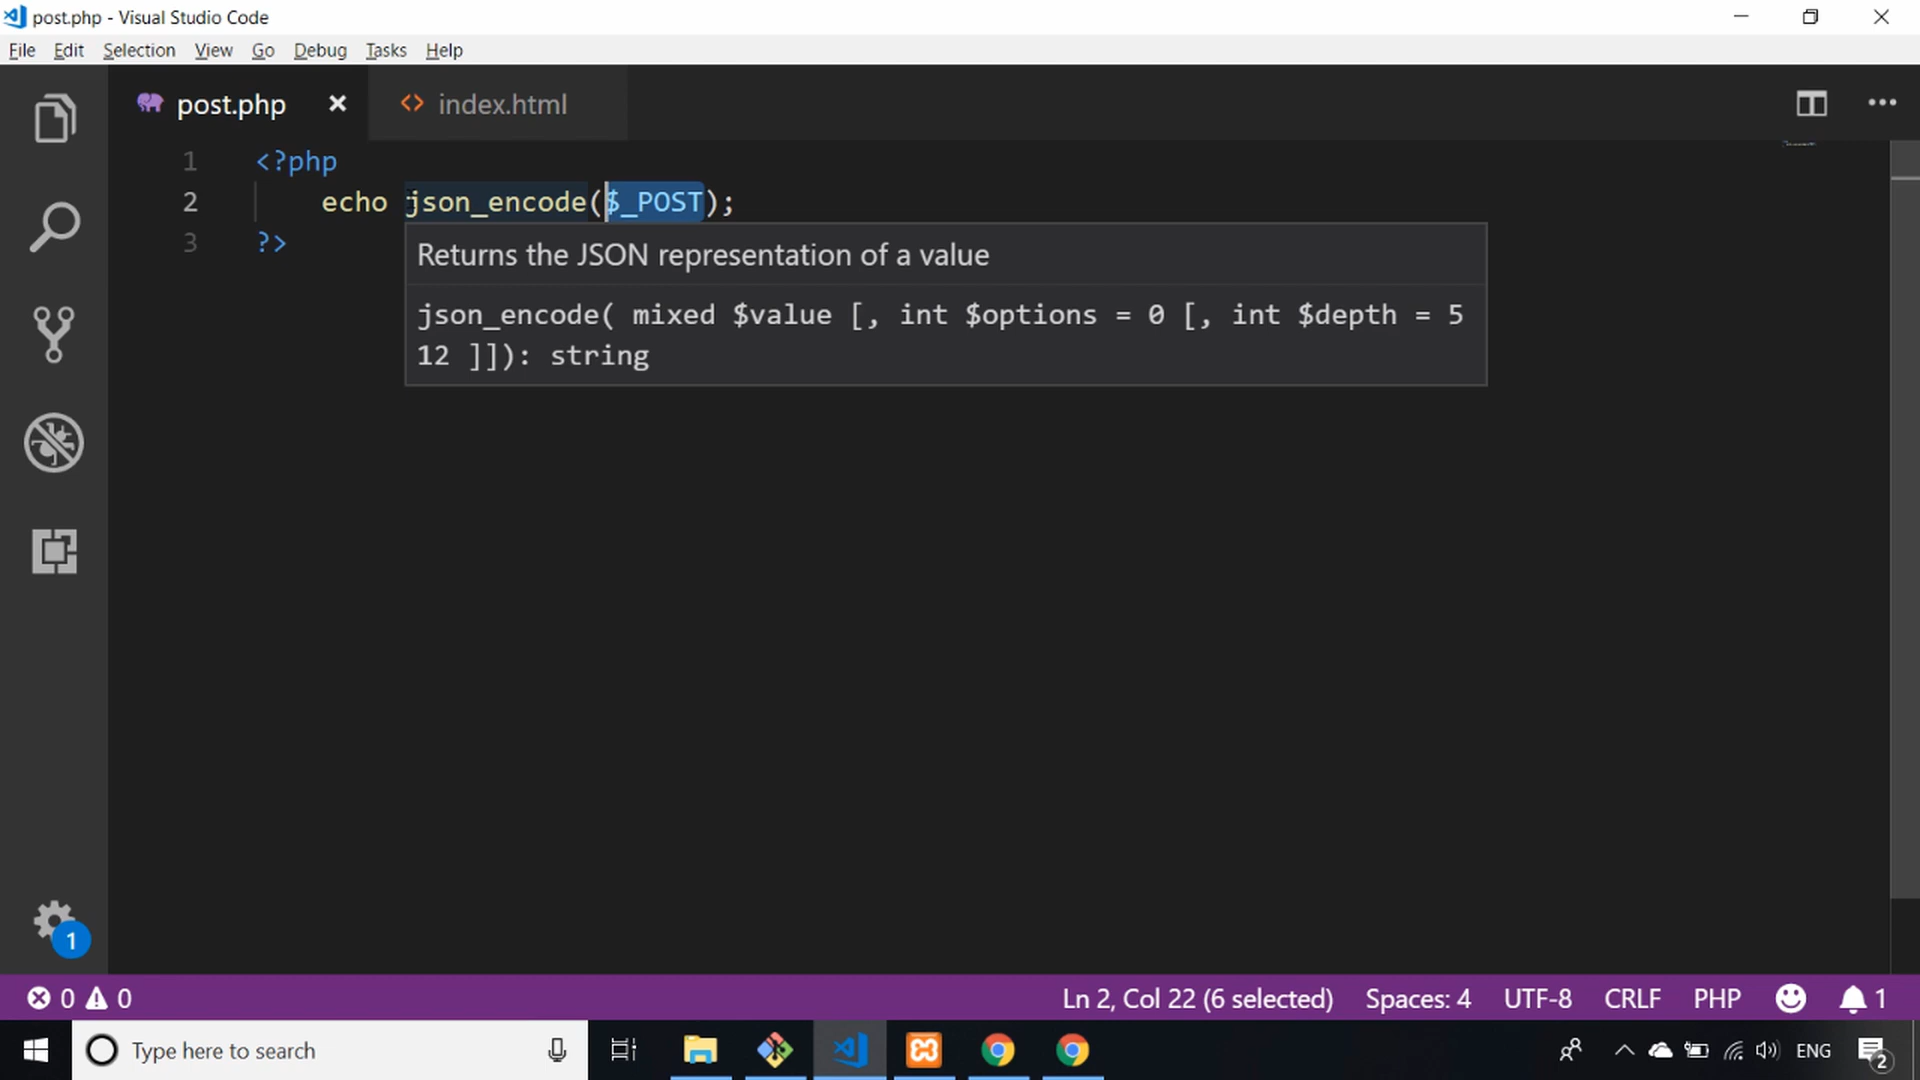 post.php - Visual Studio Code
File Edit Selection View Go Debug Tasks Help
post.php index.html
1 <?php
2 echo json_encode($_POST);
3 ?>
Returns the JSON representation of a value
json_encode( mixed $value [, int $options = 0 [, int $depth = 5
12 ]]): string
1
0 0 Ln 2, Col 22 (6 selected) Spaces: 4 UTF-8 CRLF PHP 1
Type here to search ENG 2